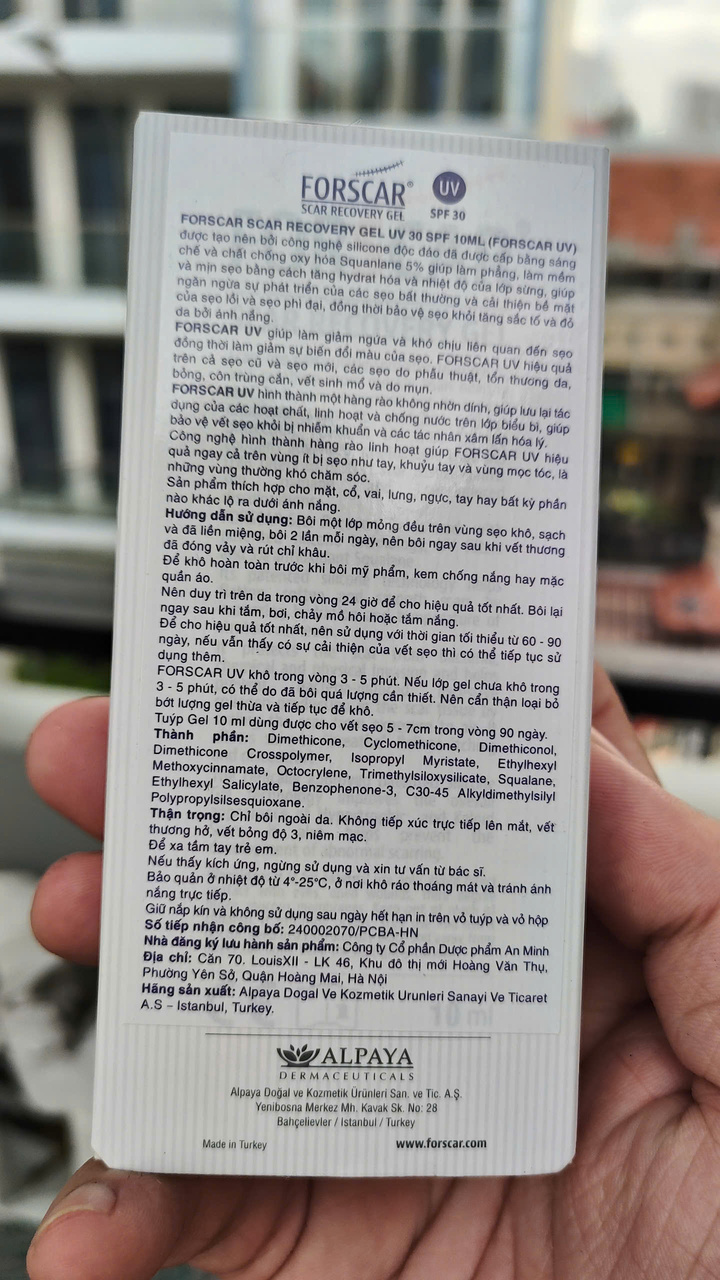 FORSCAR® UV
SCAR RECOVERY GEL SPF 30
FORSCAR SCAR RECOVERY GEL UV 30 SPF 10ML (FORSCAR UV)
được tạo nên bởi công nghệ silicone độc đáo đã được cấp bằng sáng
chế và chất chống oxy hóa Squanlane 5% giúp làm phẳng, làm mềm
và mịn sẹo bằng cách tăng hydrat hóa và nhiệt độ của lớp sừng, giúp
ngăn ngừa sự phát triển của các sẹo bất thường và cải thiện bề mặt
của sẹo lồi và sẹo phì đại, đồng thời bảo vệ sẹo khỏi tăng sắc tố và đỏ
da bởi ánh nắng.
FORSCAR UV giúp làm giảm ngứa và khó chịu liên quan đến sẹo
đồng thời làm giảm sự biến đổi màu của sẹo. FORSCAR UV hiệu quả
trên cả sẹo cũ và sẹo mới, các sẹo do phẫu thuật, tổn thương da,
bỏng, côn trùng cắn, vết sinh mổ và do mụn.
FORSCAR UV hình thành một hàng rào không nhờn dính, giúp lưu lại tác
dụng của các hoạt chất, linh hoạt và chống nước trên lớp biểu bì, giúp
bảo vệ vết sẹo khỏi bị nhiễm khuẩn và các tác nhân xâm lấn hóa lý.
Công nghệ hình thành hàng rào linh hoạt giúp FORSCAR UV hiệu
quả ngay cả trên vùng ít bị sẹo như tay, khuỷu tay và vùng mọc tóc, là
những vùng thường khó chăm sóc.
Sản phẩm thích hợp cho mặt, cổ, vai, lưng, ngực, tay hay bất kỳ phần
nào khác lộ ra dưới ánh nắng.
Hướng dẫn sử dụng: Bôi một lớp mỏng đều trên vùng sẹo khô, sạch
và đã liền miệng, bôi 2 lần mỗi ngày, nên bôi ngay sau khi vết thương
đã đóng vảy và rút chỉ khâu.
Để khô hoàn toàn trước khi bôi mỹ phẩm, kem chống nắng hay mặc
quần áo.
Nên duy trì trên da trong vòng 24 giờ để cho hiệu quả tốt nhất. Bôi lại
ngay sau khi tắm, bơi, chảy mồ hôi hoặc tắm nắng.
Để cho hiệu quả tốt nhất, nên sử dụng với thời gian tối thiểu từ 60 - 90
ngày, nếu vẫn thấy có sự cải thiện của vết sẹo thì có thể tiếp tục sử
dụng thêm.
FORSCAR UV khô trong vòng 3 - 5 phút. Nếu lớp gel chưa khô trong
3 - 5 phút, có thể do đã bôi quá lượng cần thiết. Nên cẩn thận loại bỏ
bớt lượng gel thừa và tiếp tục để khô.
Tuýp Gel 10 ml dùng được cho vết sẹo 5 - 7cm trong vòng 90 ngày.
Thành phần: Dimethicone, Cyclomethicone, Dimethiconol,
Dimethicone Crosspolymer, Isopropyl Myristate, Ethylhexyl
Methoxycinnamate, Octocrylene, Trimethylsiloxysilicate, Squalane,
Ethylhexyl Salicylate, Benzophenone-3, C30-45 Alkyldimethylsilyl
Polypropylsilsesquioxane.
Thận trọng: Chỉ bôi ngoài da. Không tiếp xúc trực tiếp lên mắt, vết
thương hở, vết bỏng độ 3, niêm mạc.
Để xa tầm tay trẻ em.
Nếu thấy kích ứng, ngừng sử dụng và xin tư vấn từ bác sĩ.
Bảo quản ở nhiệt độ từ 4º-25ºC, ở nơi khô ráo thoáng mát và tránh ánh
nắng trực tiếp.
Giữ nắp kín và không sử dụng sau ngày hết hạn in trên vỏ tuýp và vỏ hộp
Số tiếp nhận công bố: 240002070/PCBA-HN
Nhà đăng ký lưu hành sản phẩm: Công ty Cổ phần Dược phẩm An Minh
Địa chỉ: Căn 70. LouisXII - LK 46, Khu đô thị mới Hoàng Văn Thụ,
Phường Yên Sở, Quận Hoàng Mai, Hà Nội
Hãng sản xuất: Alpaya Dogal Ve Kozmetik Urunleri Sanayi Ve Ticaret
A.S – Istanbul, Turkey.
ALPAYA
DERMACEUTICALS
Alpaya Doğal ve Kozmetik Ürünleri San. ve Tic. A.Ş.
Yenibosna Merkez Mh. Kavak Sk. No: 28
Bahçelievler / Istanbul / Turkey
Made in Turkey www.forscar.com